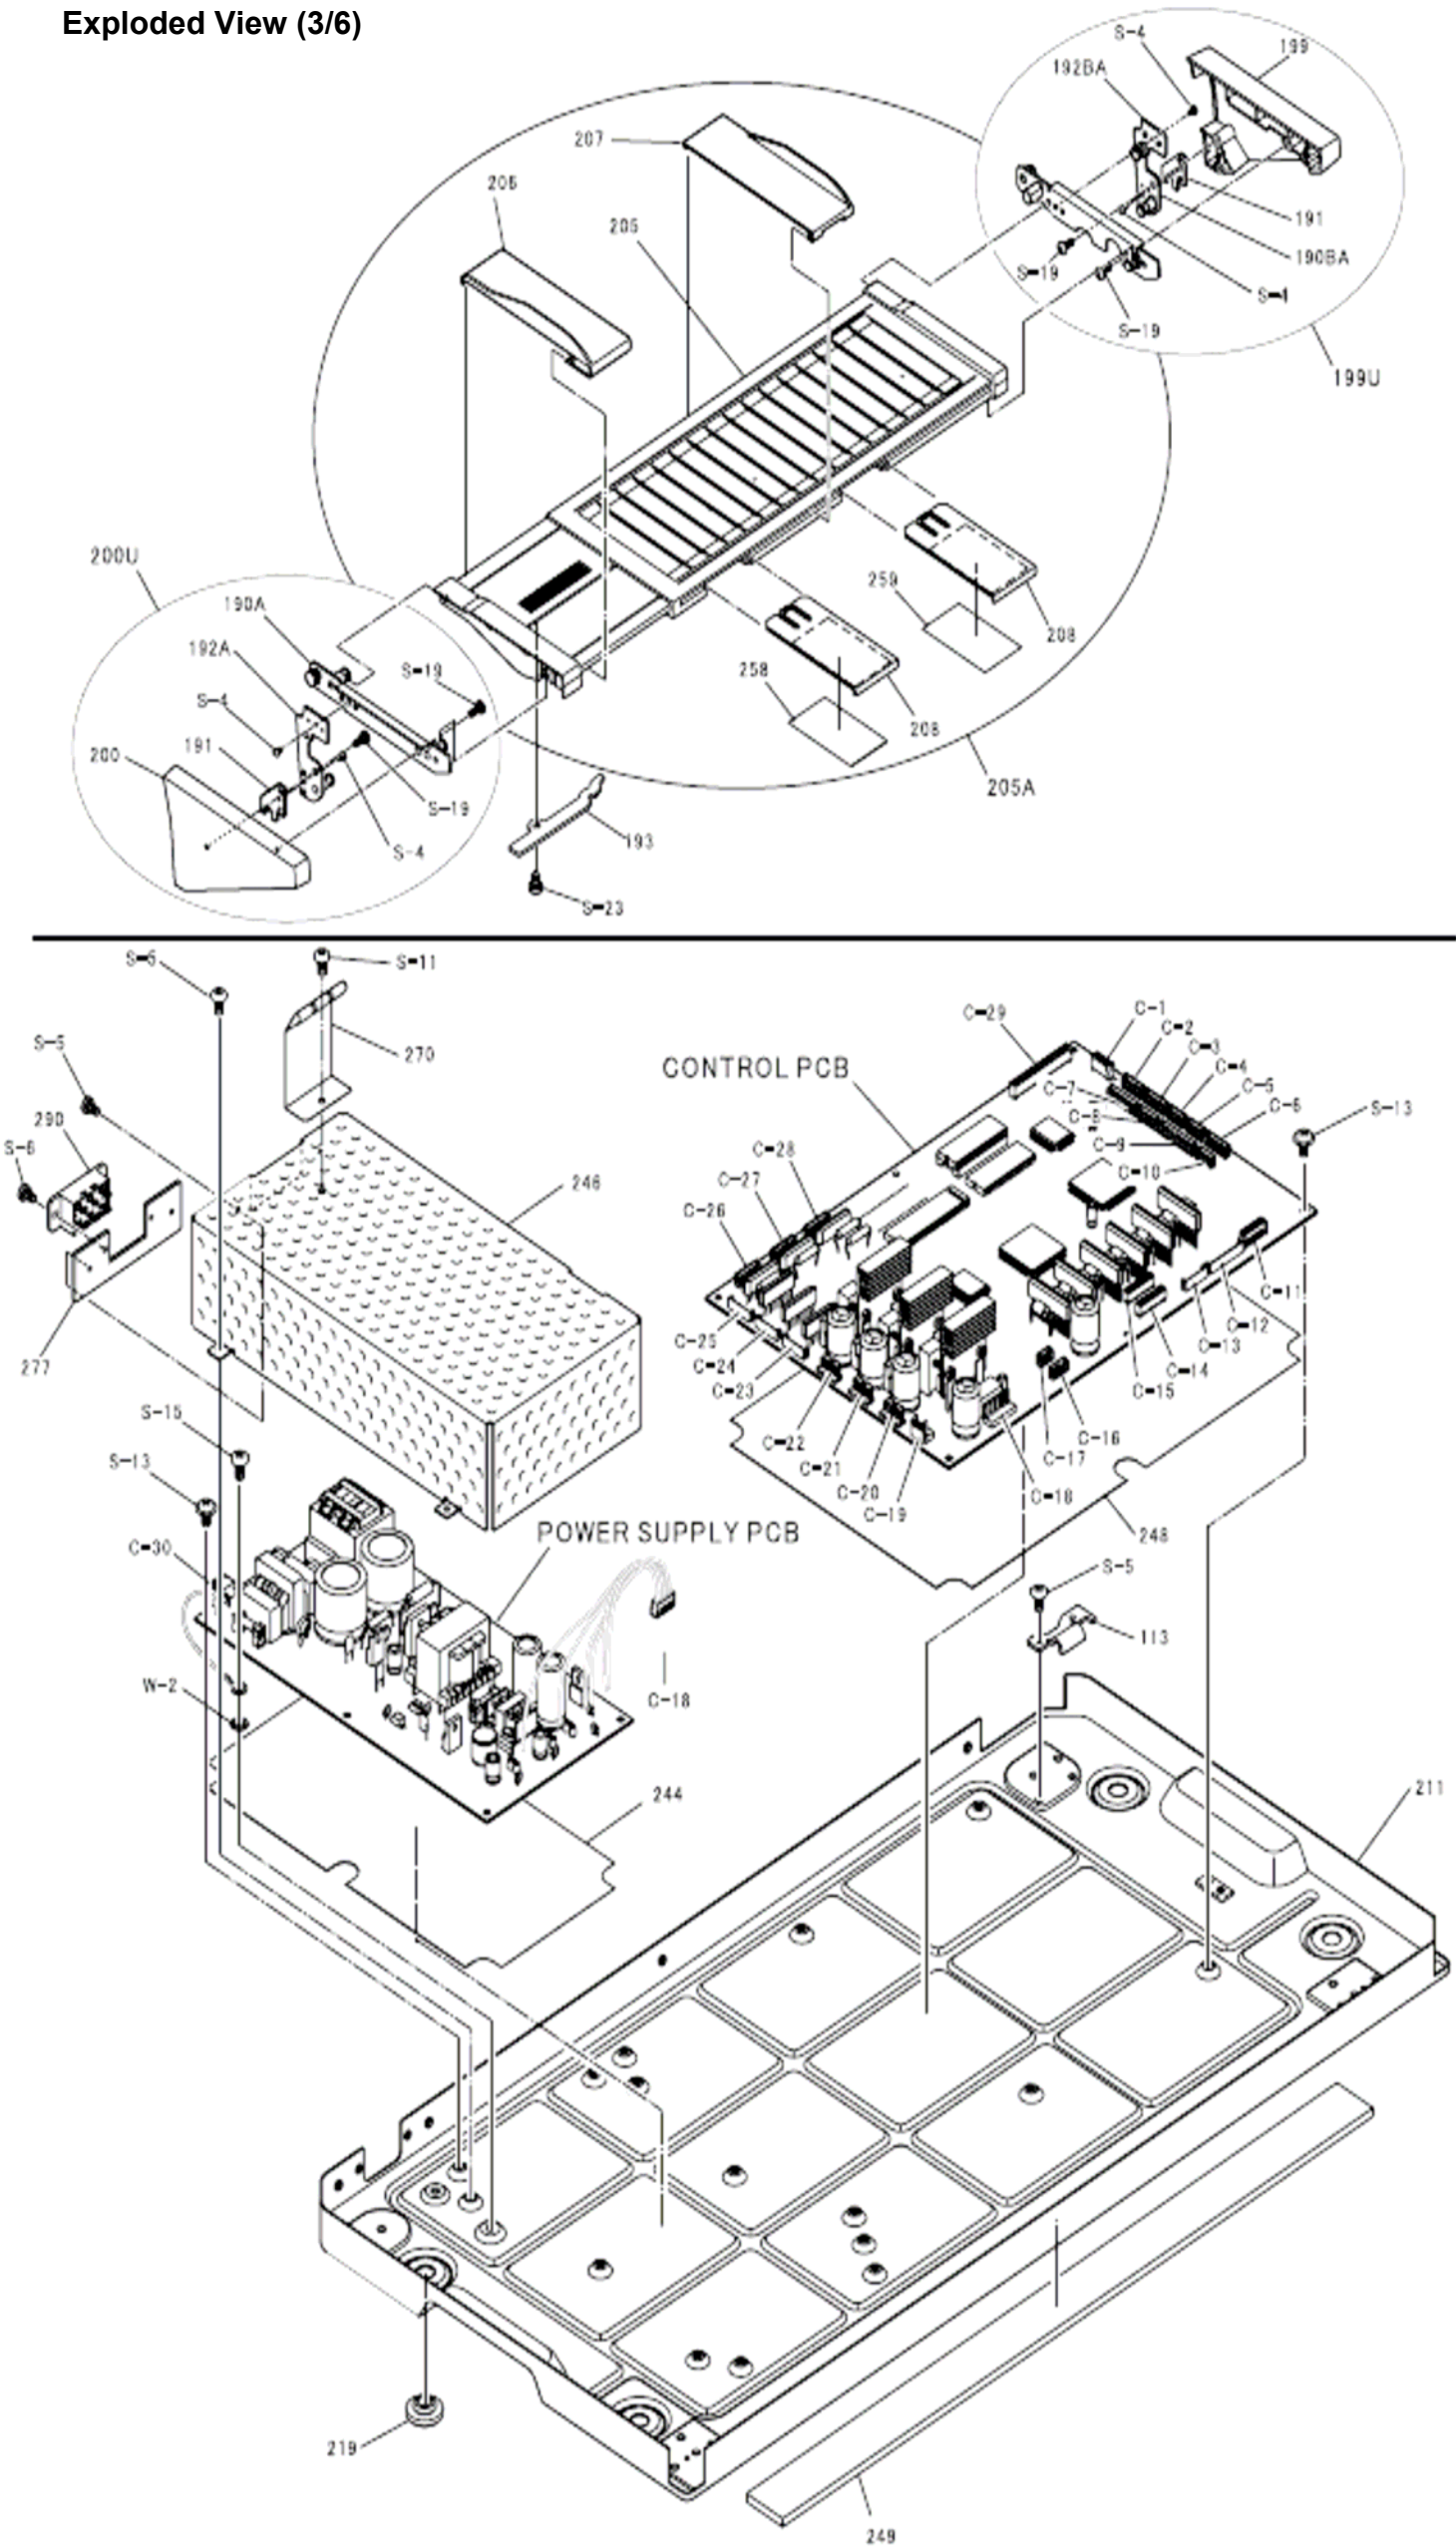 Exploded View (3/6)
S-4
199
192BA
207
206
205
191
190BA
S-19
S-4
S-19
199U
200U
190A
259
208
192A
S-19
258
S-4
208
191
200
205A
S-19
193
S-4
S-23
S-6
S-11
C-1
C-29
C-2
C-3
S-5
270
C-4
CONTROL PCB
C-5
C-7
C-6
S-13
290
C-8
S-6
C-9
C-28
C-10
C-27
246
C-26
C-11
C-12
C-25
C-13
277
C-24
C-14
C-23
C-15
S-15
C-16
C-22
C-17
S-13
C-21
C-20
C-18
C-19
POWER SUPPLY PCB
248
C-30
S-5
113
W-2
C-18
244
211
219
249